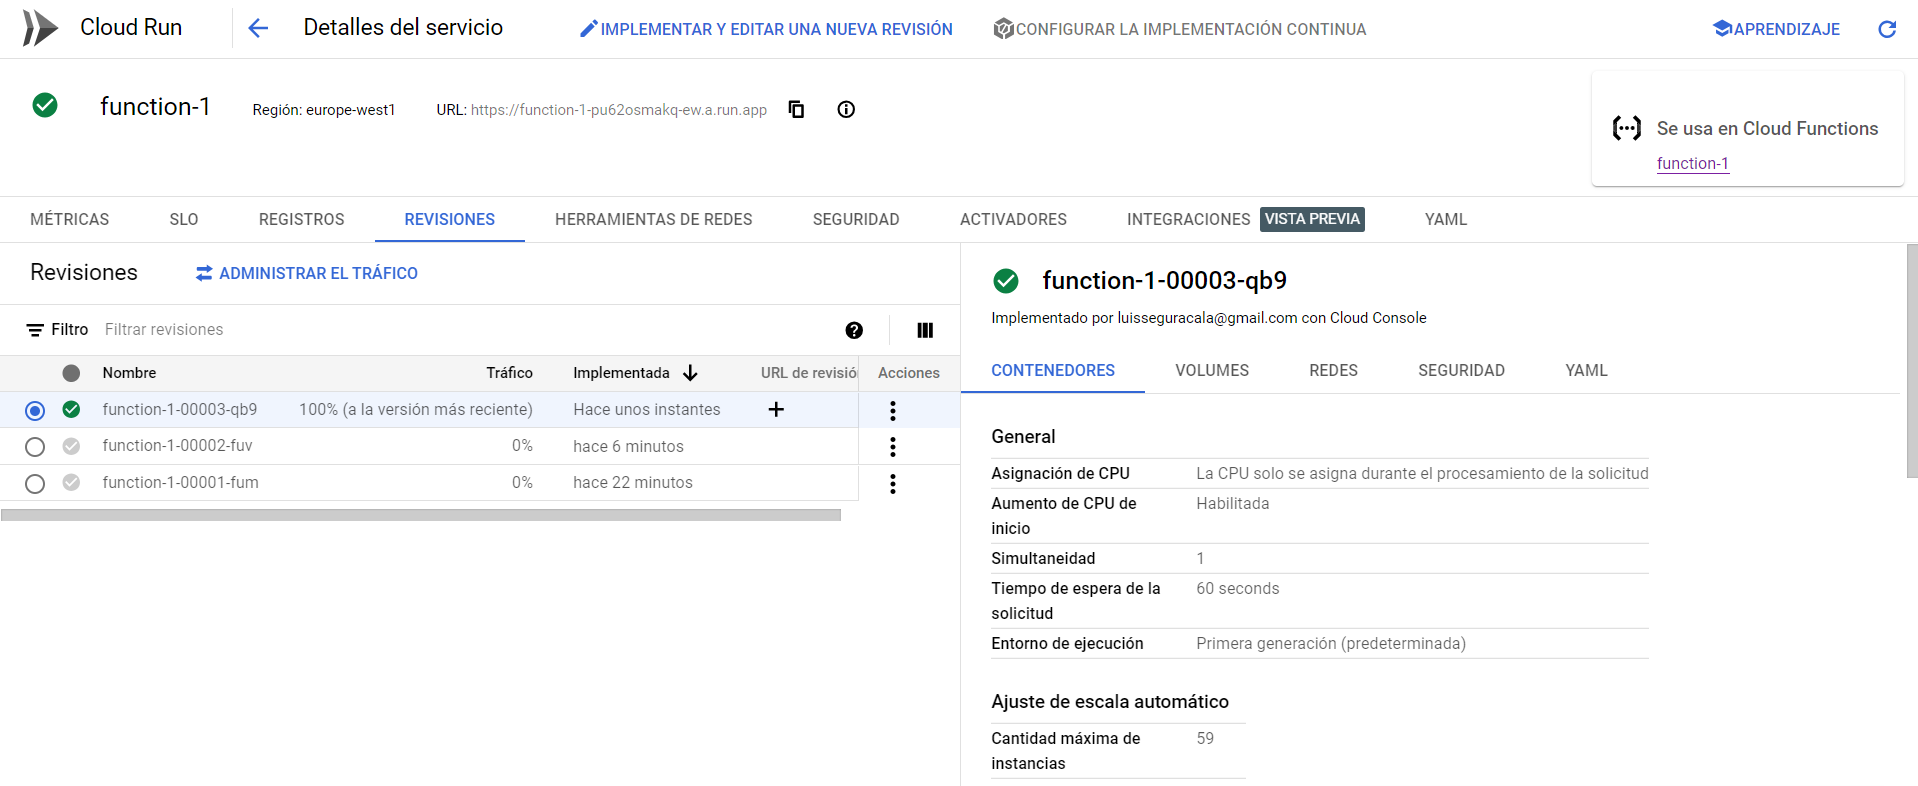 Cloud Run
Detalles del servicio
IMPLEMENTAR Y EDITAR UNA NUEVA REVISIÓN
CONFIGURAR LA IMPLEMENTACIÓN CONTINUA
APRENDIZAJE
function-1
Región: europe-west1
URL: https://function-1-pu62osmakq-ew.a.run.app
Se usa en Cloud Functions
function-1
MÉTRICAS
SLO
REGISTROS
REVISIONES
HERRAMIENTAS DE REDES
SEGURIDAD
ACTIVADORES
INTEGRACIONES VISTA PREVIA
YAML
Revisiones
ADMINISTRAR EL TRÁFICO
Filtro Filtrar revisiones
Nombre Tráfico Implementada URL de revisió Acciones
function-1-00003-qb9 100% (a la versión más reciente) Hace unos instantes
function-1-00002-fuv 0% hace 6 minutos
function-1-00001-fum 0% hace 22 minutos
function-1-00003-qb9
Implementado por luisseguracala@gmail.com con Cloud Console
CONTENEDORES
VOLUMES
REDES
SEGURIDAD
YAML
General
Asignación de CPU La CPU solo se asigna durante el procesamiento de la solicitud
Aumento de CPU de Habilitada
inicio
Simultaneidad 1
Tiempo de espera de la 60 seconds
solicitud
Entorno de ejecución Primera generación (predeterminada)
Ajuste de escala automático
Cantidad máxima de 59
instancias